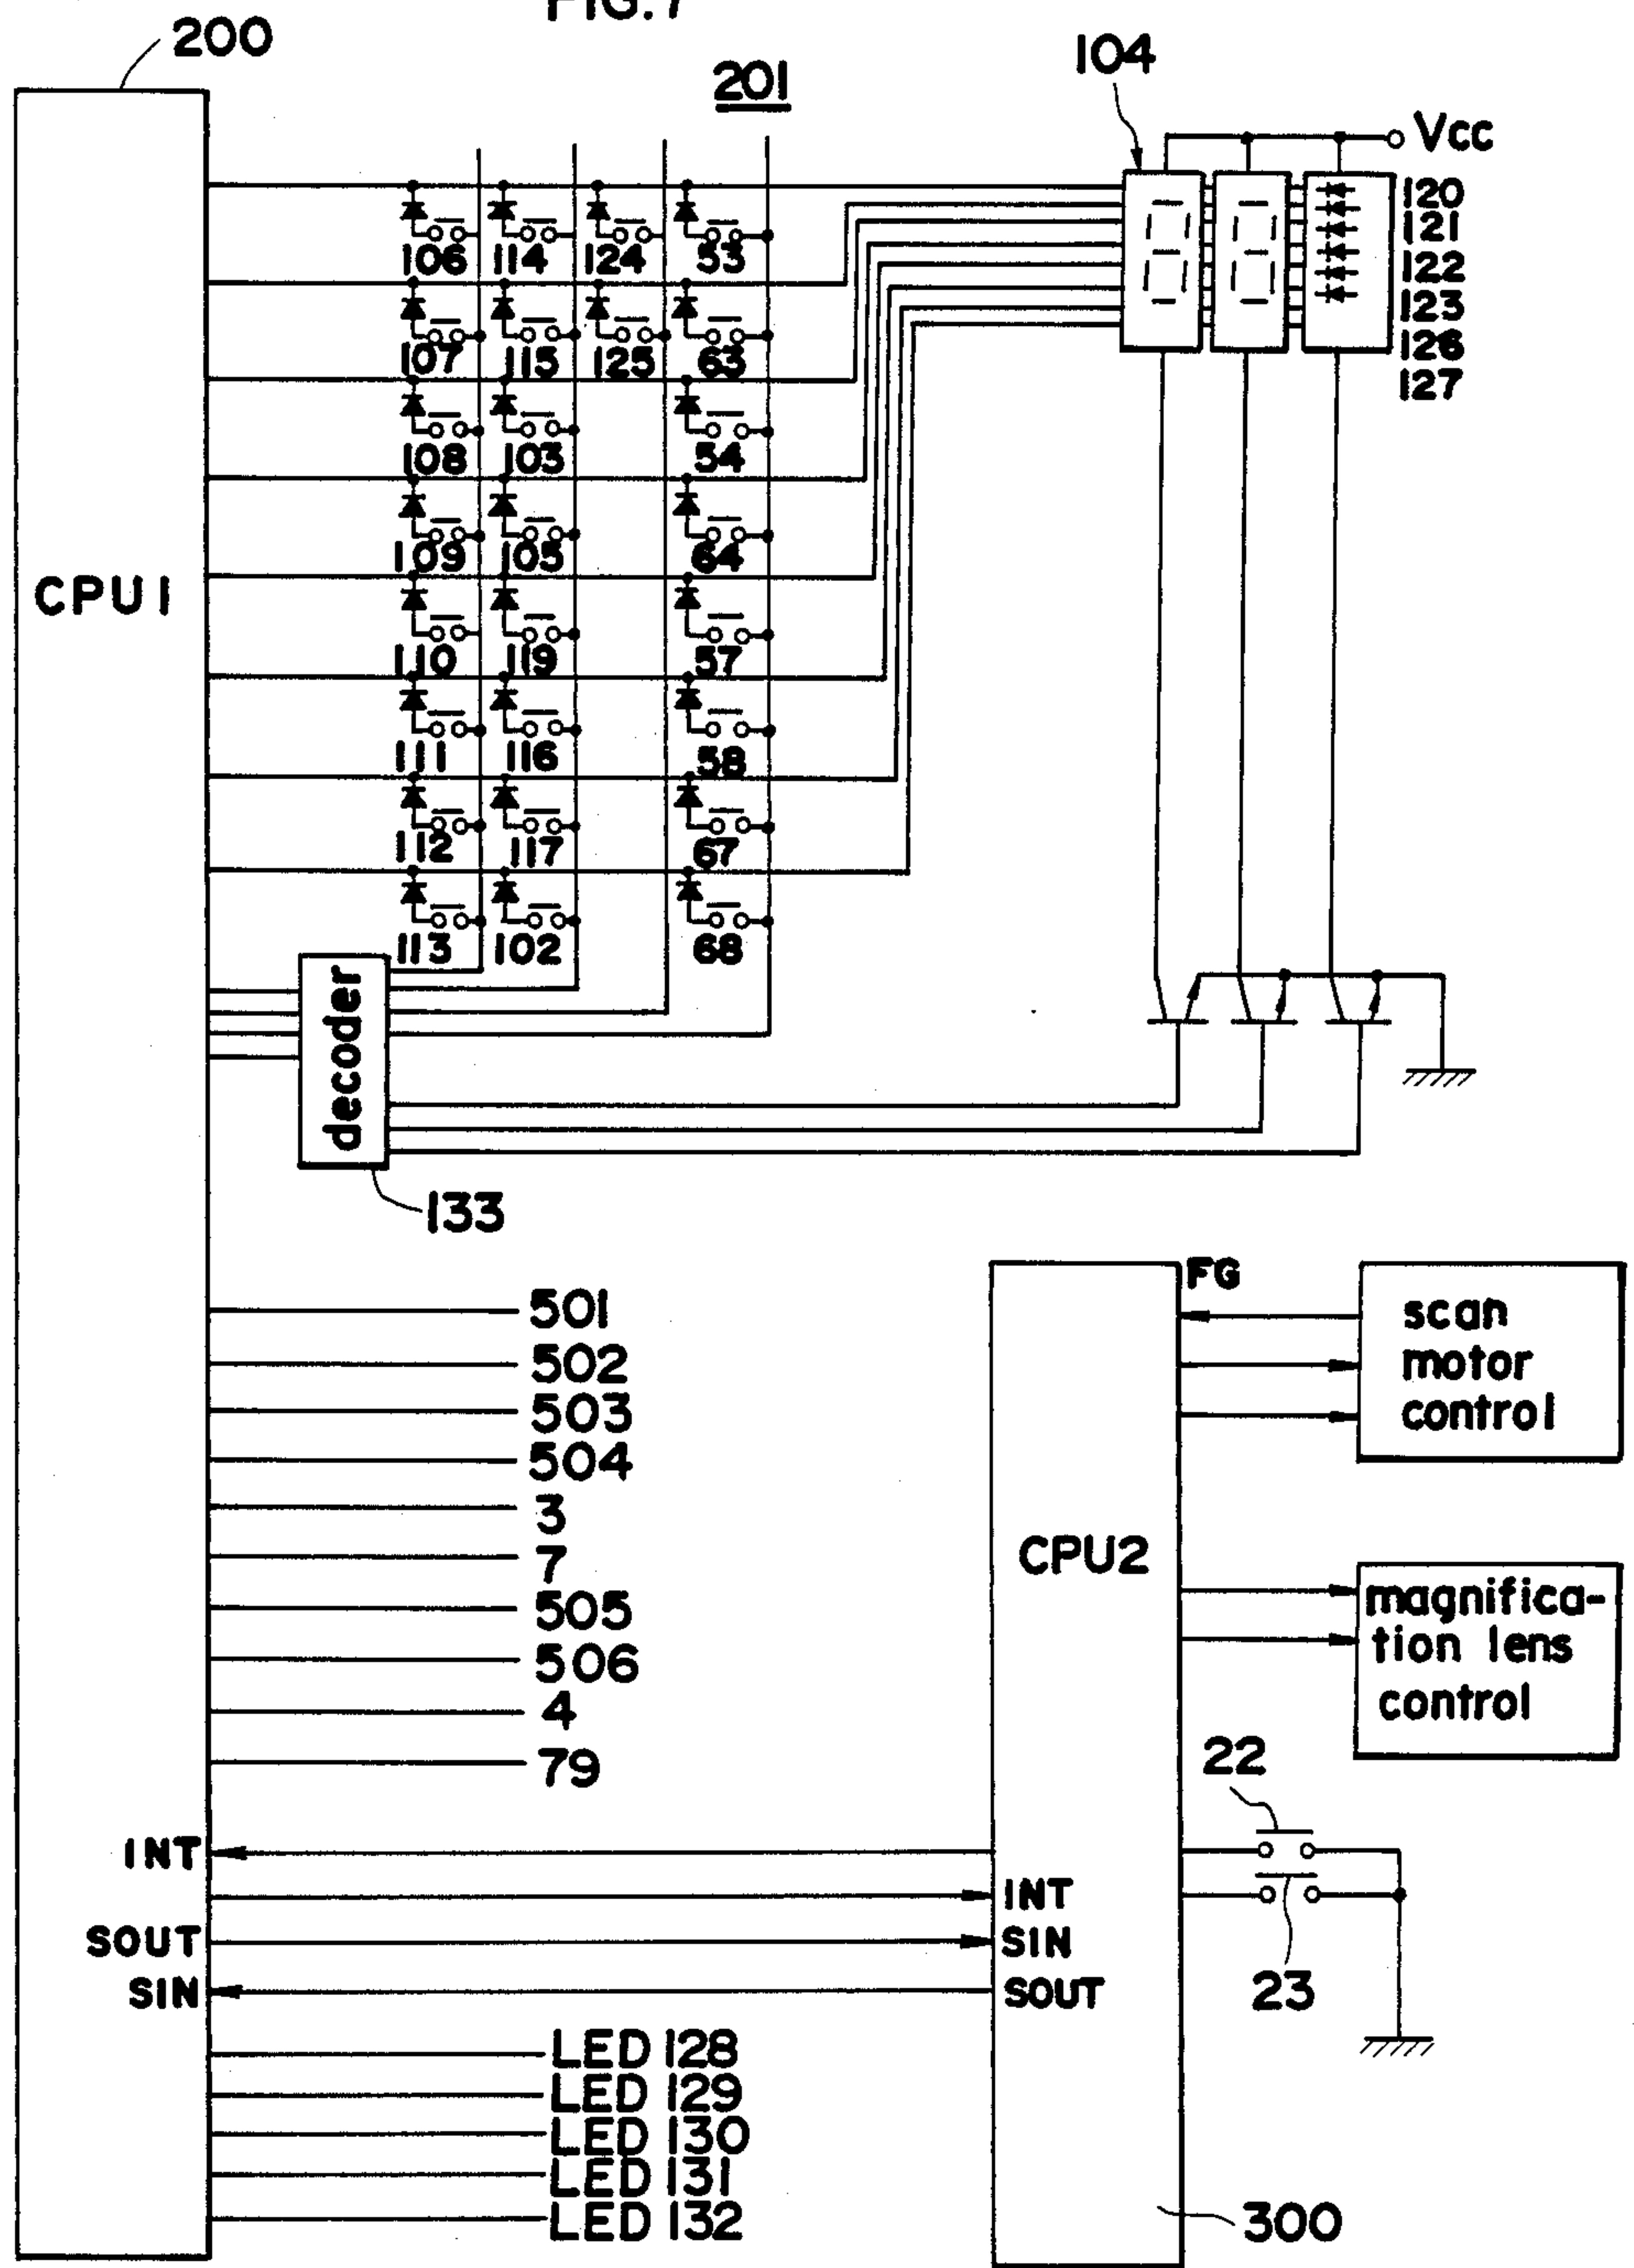 FIG. 7
200
201
104
Vcc
106 114 124 53
120
121
122
123
126
127
107 115 125 63
108 103 54
109 105 64
CPU1
110 119 57
111 116 58
112 117 67
113 102 68
decoder
133
501
502
503
504
3
7
505
506
4
79
FG
scan
motor
control
CPU2
magnifica-
tion lens
control
22
23
INT
INT
SOUT
SIN
SIN
SOUT
LED 128
LED 129
LED 130
LED 131
LED 132
300